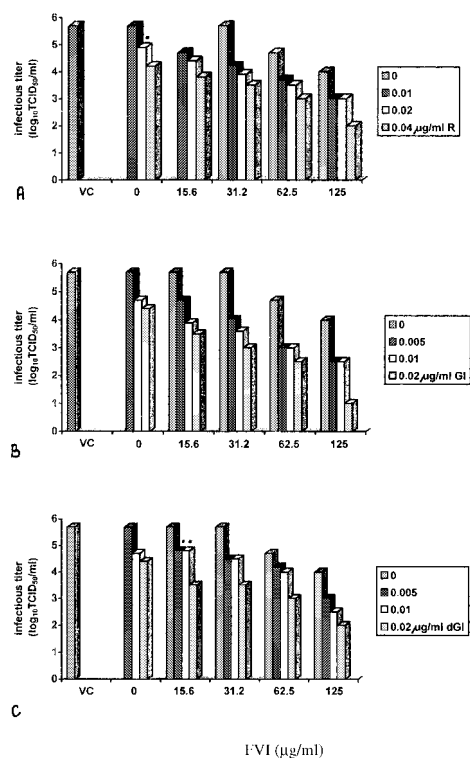 infectious titer
(log10TCID50/ml)
6
5
4
3
2
1
0
VC 0 15.6 31.2 62.5 125
0
0.01
0.02
0.04 µg/ml R
A
infectious titer
(log10TCID50/ml)
6
5
4
3
2
1
0
VC 0 15.6 31.2 62.5 125
0
0.005
0.01
0.02 µg/ml Gl
B
infectious titer
(log10TCID50/ml)
6
5
4
3
2
1
0
VC 0 15.6 31.2 62.5 125
0
0.005
0.01
0.02 µg/ml dGl
C
FVI (µg/ml)